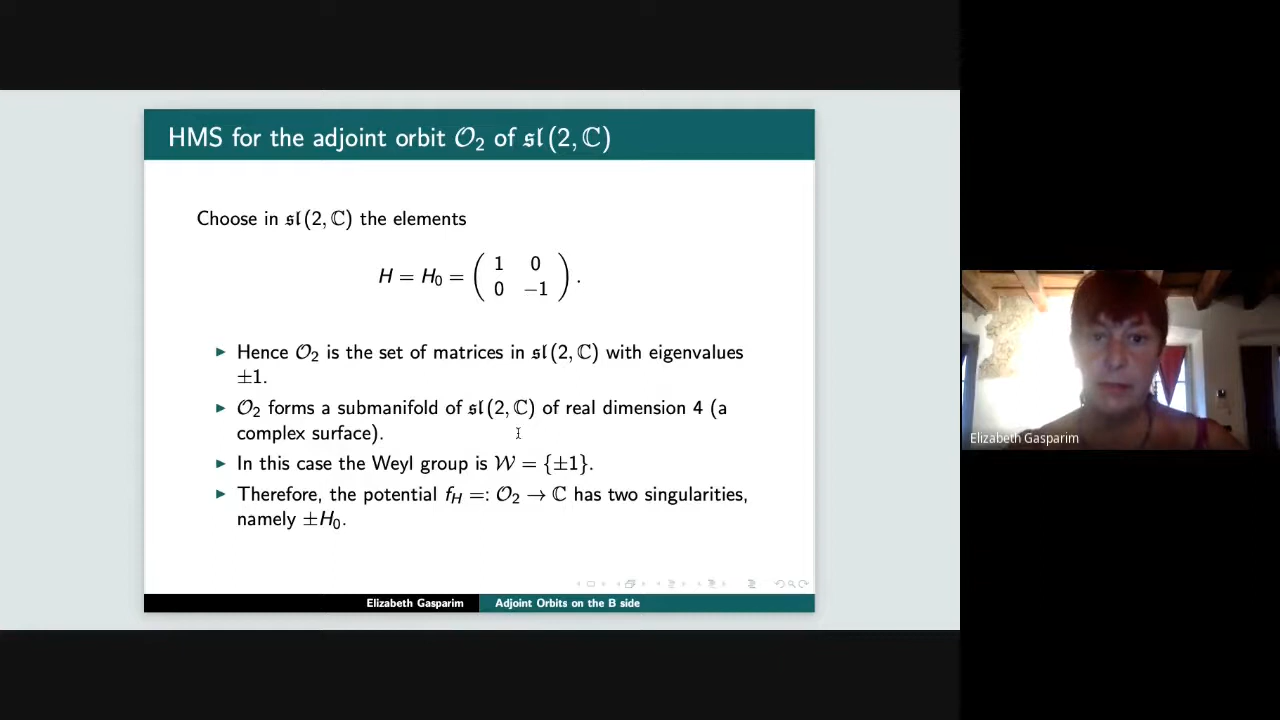 HMS for the adjoint orbit 𝒪₂ of 𝔰𝔩(2, ℂ)
Choose in 𝔰𝔩(2, ℂ) the elements
H = H₀ = ( 1 0
0 −1 ) .
Hence 𝒪₂ is the set of matrices in 𝔰𝔩(2, ℂ) with eigenvalues
±1.
𝒪₂ forms a submanifold of 𝔰𝔩(2, ℂ) of real dimension 4 (a
complex surface).
In this case the Weyl group is 𝒲 = {±1}.
Therefore, the potential f_H =: 𝒪₂ → ℂ has two singularities,
namely ±H₀.
Elizabeth Gasparim Adjoint Orbits on the B side
Elizabeth Gasparim